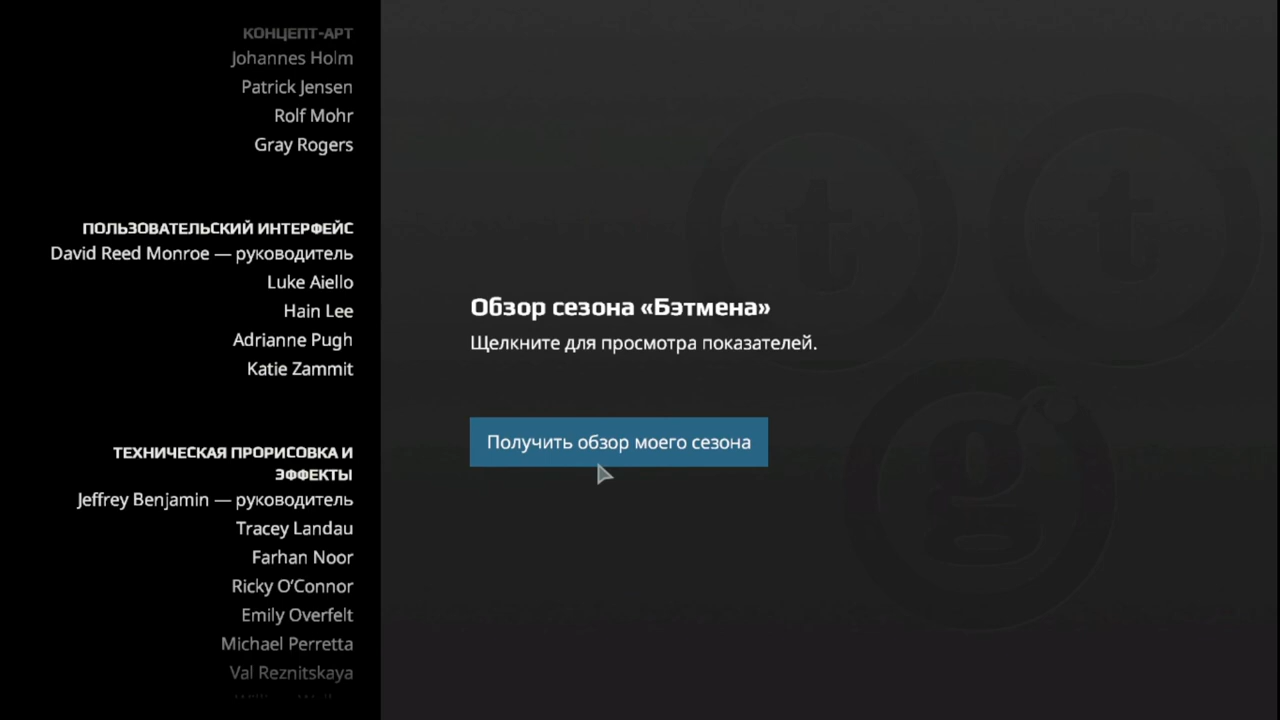 КОНЦЕПТ-АРТ
Johannes Holm
Patrick Jensen
Rolf Mohr
Gray Rogers
ПОЛЬЗОВАТЕЛЬСКИЙ ИНТЕРФЕЙС
David Reed Monroe — руководитель
Luke Aiello
Hain Lee
Adrianne Pugh
Katie Zammit
ТЕХНИЧЕСКАЯ ПРОРИСОВКА И
ЭФФЕКТЫ
Jeffrey Benjamin — руководитель
Tracey Landau
Farhan Noor
Ricky O’Connor
Emily Overfelt
Michael Perretta
Val Reznitskaya
Обзор сезона «Бэтмена»
Щелкните для просмотра показателей.
Получить обзор моего сезона
t t
g